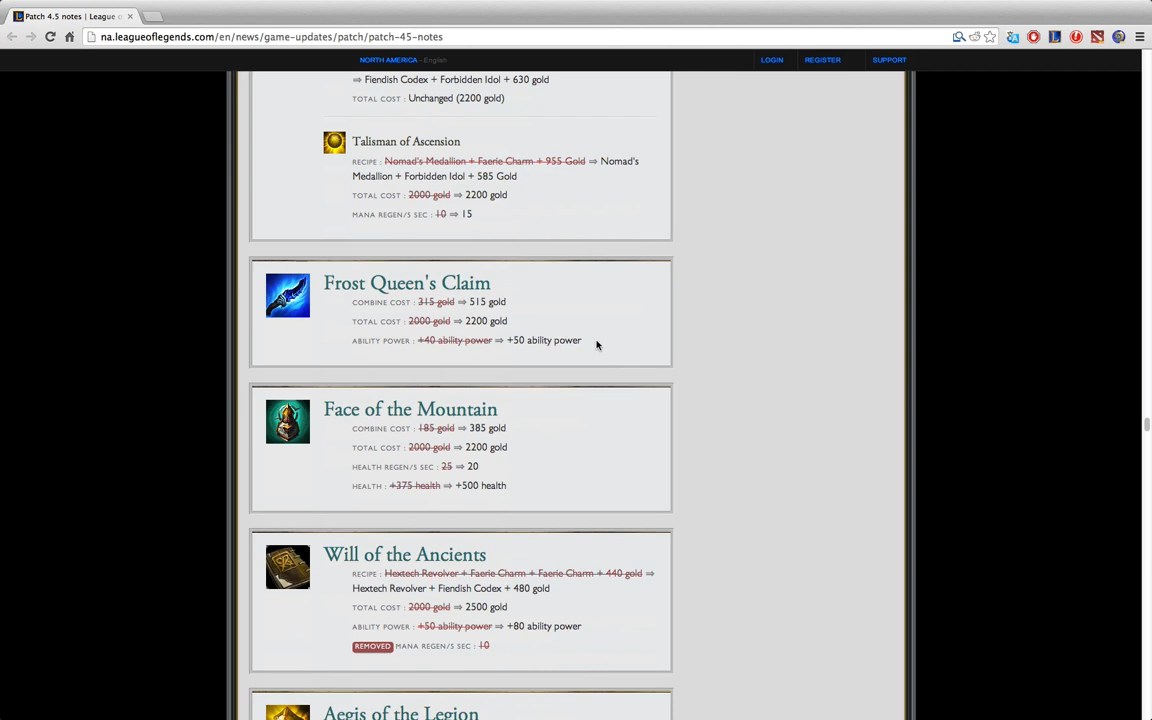 Patch 4.5 notes | League o
na.leagueoflegends.com/en/news/game-updates/patch/patch-45-notes
NORTH AMERICA - English
LOGIN
REGISTER
SUPPORT
⇒ Fiendish Codex + Forbidden Idol + 630 gold
TOTAL COST : Unchanged (2200 gold)
Talisman of Ascension
RECIPE : Nomad's Medallion + Faerie Charm + 955 Gold ⇒ Nomad's
Medallion + Forbidden Idol + 585 Gold
TOTAL COST : 2000 gold ⇒ 2200 gold
MANA REGEN/5 SEC : 10 ⇒ 15
Frost Queen's Claim
COMBINE COST : 315 gold ⇒ 515 gold
TOTAL COST : 2000 gold ⇒ 2200 gold
ABILITY POWER : +40 ability power ⇒ +50 ability power
Face of the Mountain
COMBINE COST : 185 gold ⇒ 385 gold
TOTAL COST : 2000 gold ⇒ 2200 gold
HEALTH REGEN/5 SEC : 25 ⇒ 20
HEALTH : +375 health ⇒ +500 health
Will of the Ancients
RECIPE : Hextech Revolver + Faerie Charm + Faerie Charm + 440 gold ⇒
Hextech Revolver + Fiendish Codex + 480 gold
TOTAL COST : 2000 gold ⇒ 2500 gold
ABILITY POWER : +50 ability power ⇒ +80 ability power
REMOVED MANA REGEN/5 SEC : 10
Aegis of the Legion